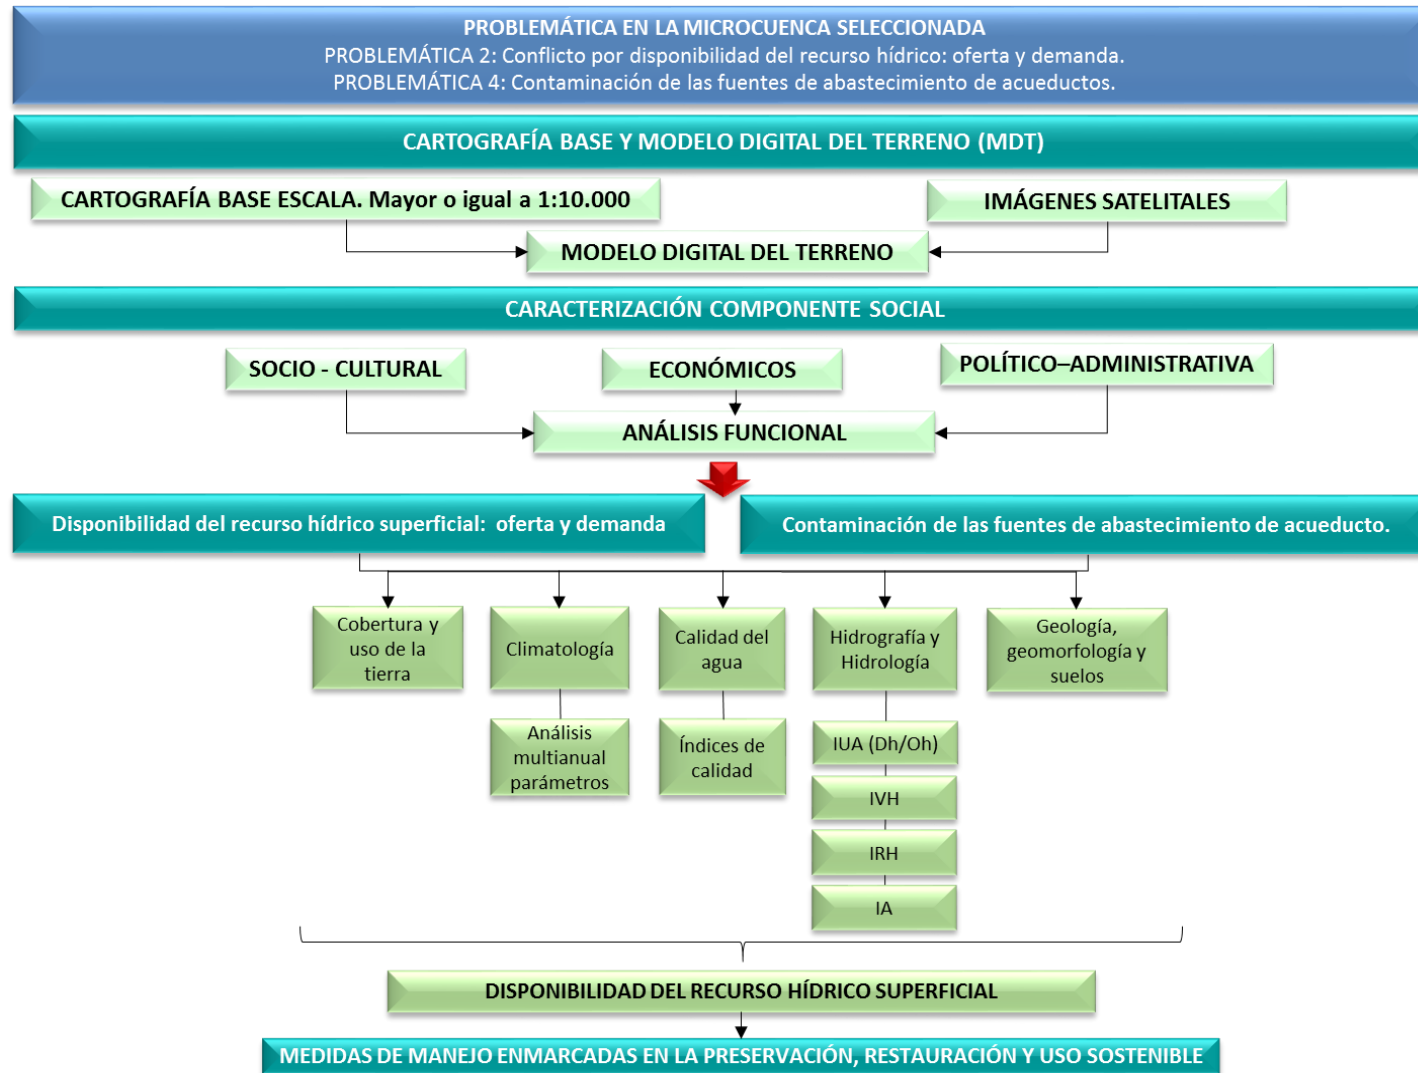 PROBLEMÁTICA EN LA MICROCUENCA SELECCIONADA
PROBLEMÁTICA 2: Conflicto por disponibilidad del recurso hídrico: oferta y demanda.
PROBLEMÁTICA 4: Contaminación de las fuentes de abastecimiento de acueductos.
CARTOGRAFÍA BASE Y MODELO DIGITAL DEL TERRENO (MDT)
CARTOGRAFÍA BASE ESCALA. Mayor o igual a 1:10.000
IMÁGENES SATELITALES
MODELO DIGITAL DEL TERRENO
CARACTERIZACIÓN COMPONENTE SOCIAL
SOCIO - CULTURAL
ECONÓMICOS
POLÍTICO–ADMINISTRATIVA
ANÁLISIS FUNCIONAL
Disponibilidad del recurso hídrico superficial: oferta y demanda
Contaminación de las fuentes de abastecimiento de acueducto.
Cobertura y
uso de la
tierra
Climatología
Calidad del
agua
Hidrografía y
Hidrología
Geología,
geomorfología y
suelos
Análisis
multianual
parámetros
Índices de
calidad
IUA (Dh/Oh)
IVH
IRH
IA
DISPONIBILIDAD DEL RECURSO HÍDRICO SUPERFICIAL
MEDIDAS DE MANEJO ENMARCADAS EN LA PRESERVACIÓN, RESTAURACIÓN Y USO SOSTENIBLE